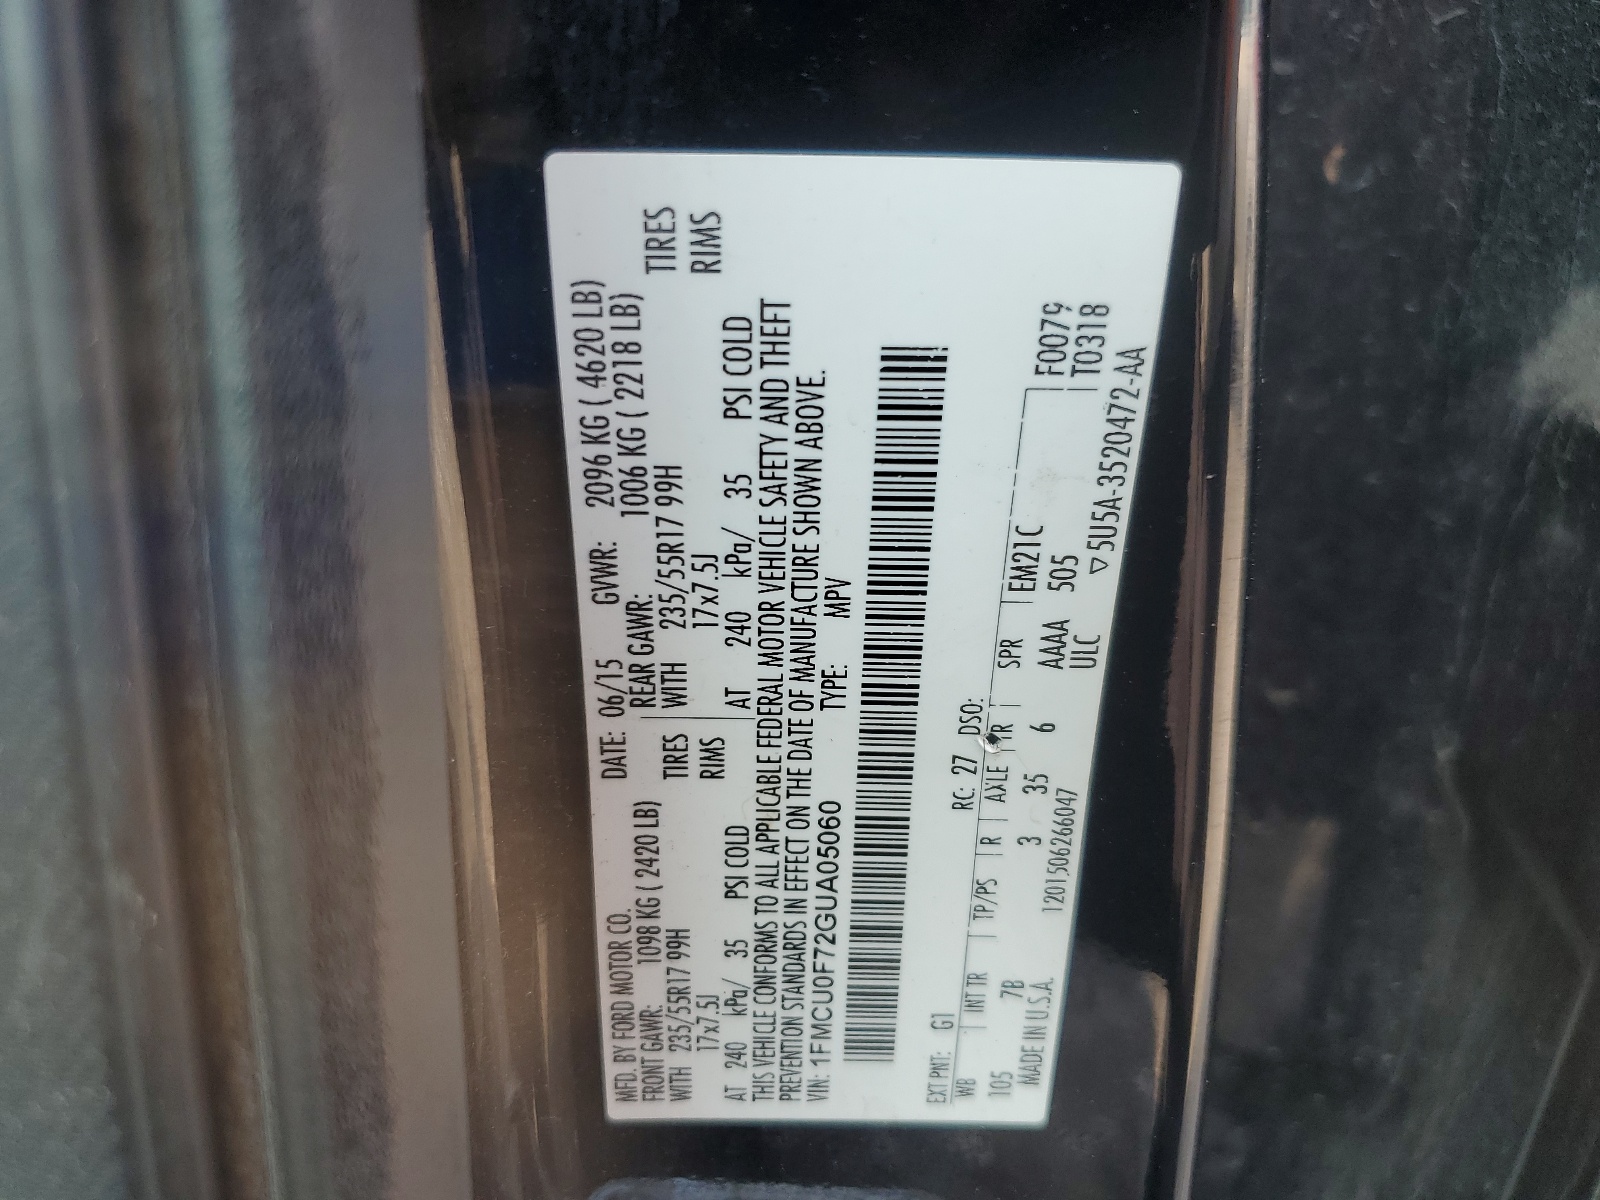 MFD. BY FORD MOTOR CO. DATE: 06/15 GVWR: 2096 KG ( 4620 LB)
FRONT GAWR: 1098 KG ( 2420 LB) REAR GAWR: 1006 KG ( 2218 LB)
WITH 235/55R17 99H TIRES WITH 235/55R17 99H TIRES
17x7.5J RIMS 17x7.5J RIMS
AT 240 kPa/ 35 PSI COLD AT 240 kPa/ 35 PSI COLD
THIS VEHICLE CONFORMS TO ALL APPLICABLE FEDERAL MOTOR VEHICLE SAFETY AND THEFT
PREVENTION STANDARDS IN EFFECT ON THE DATE OF MANUFACTURE SHOWN ABOVE.
VIN: 1FMCU0F72GUA05060 TYPE: MPV
EXT PNT: G1 RC: 27 DSO:
WB INT TR TP/PS R AXLE TR SPR EM21C F0079
105 7B 3 35 6 AAAA 505 T0318
MADE IN U.S.A. 1201506266047 ULC ▽5U5A-3520472-AA